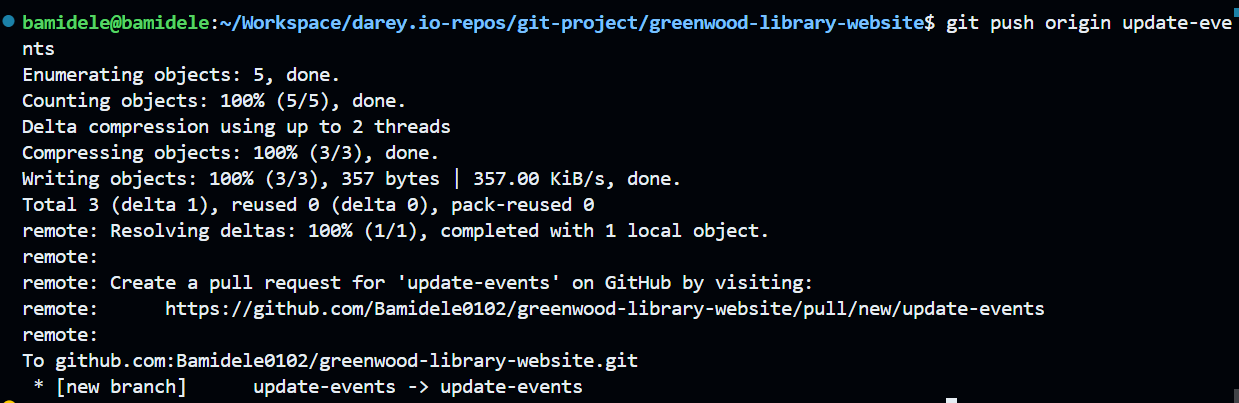 bamidele@bamidele:~/Workspace/darey.io-repos/git-project/greenwood-library-website$ git push origin update-eve
nts
Enumerating objects: 5, done.
Counting objects: 100% (5/5), done.
Delta compression using up to 2 threads
Compressing objects: 100% (3/3), done.
Writing objects: 100% (3/3), 357 bytes | 357.00 KiB/s, done.
Total 3 (delta 1), reused 0 (delta 0), pack-reused 0
remote: Resolving deltas: 100% (1/1), completed with 1 local object.
remote:
remote: Create a pull request for 'update-events' on GitHub by visiting:
remote:      https://github.com/Bamidele0102/greenwood-library-website/pull/new/update-events
remote:
To github.com:Bamidele0102/greenwood-library-website.git
 * [new branch]      update-events -> update-events